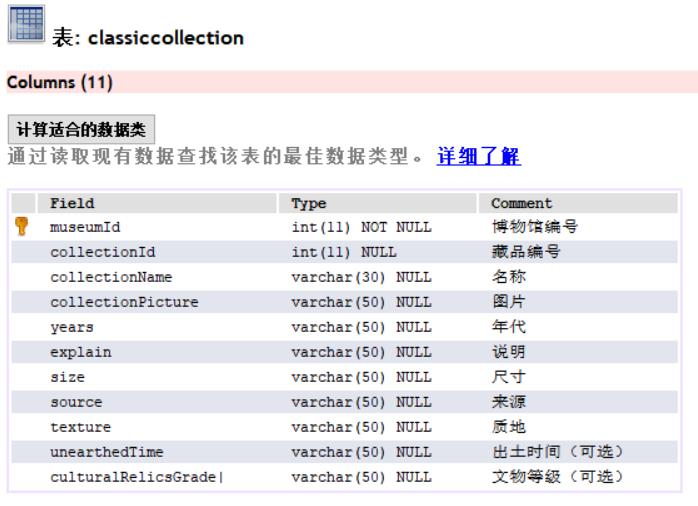 表: classiccollection
Columns (11)
计算适合的数据类
通过读取现有数据查找该表的最佳数据类型。 详细了解
Field Type Comment
museumId int(11) NOT NULL 博物馆编号
collectionId int(11) NULL 藏品编号
collectionName varchar(30) NULL 名称
collectionPicture varchar(50) NULL 图片
years varchar(50) NULL 年代
explain varchar(50) NULL 说明
size varchar(50) NULL 尺寸
source varchar(50) NULL 来源
texture varchar(50) NULL 质地
unearthedTime varchar(50) NULL 出土时间（可选）
culturalRelicsGrade| varchar(50) NULL 文物等级（可选）